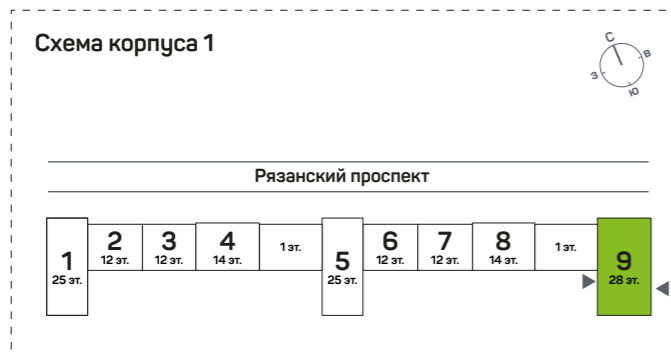 Схема корпуса 1
С
В
З
Ю
Рязанский проспект
1
25 эт.
2
12 эт.
3
12 эт.
4
14 эт.
1 эт.
5
25 эт.
6
12 эт.
7
12 эт.
8
14 эт.
1 эт.
9
28 эт.